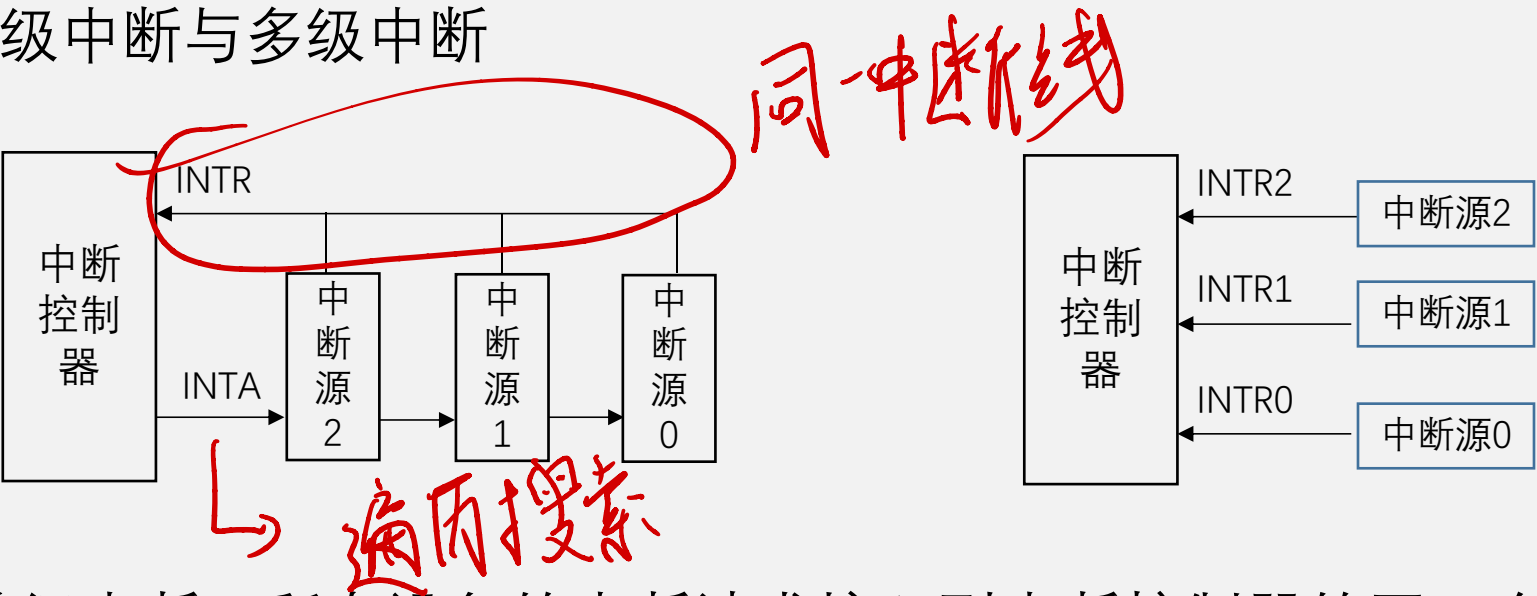 级中断与多级中断
同一中断线
INTR
中断
控制
器
INTA
中
断
源
2
中
断
源
1
中
断
源
0
遍历搜索
中断
控制
器
INTR2
中断源2
INTR1
中断源1
INTR0
中断源0